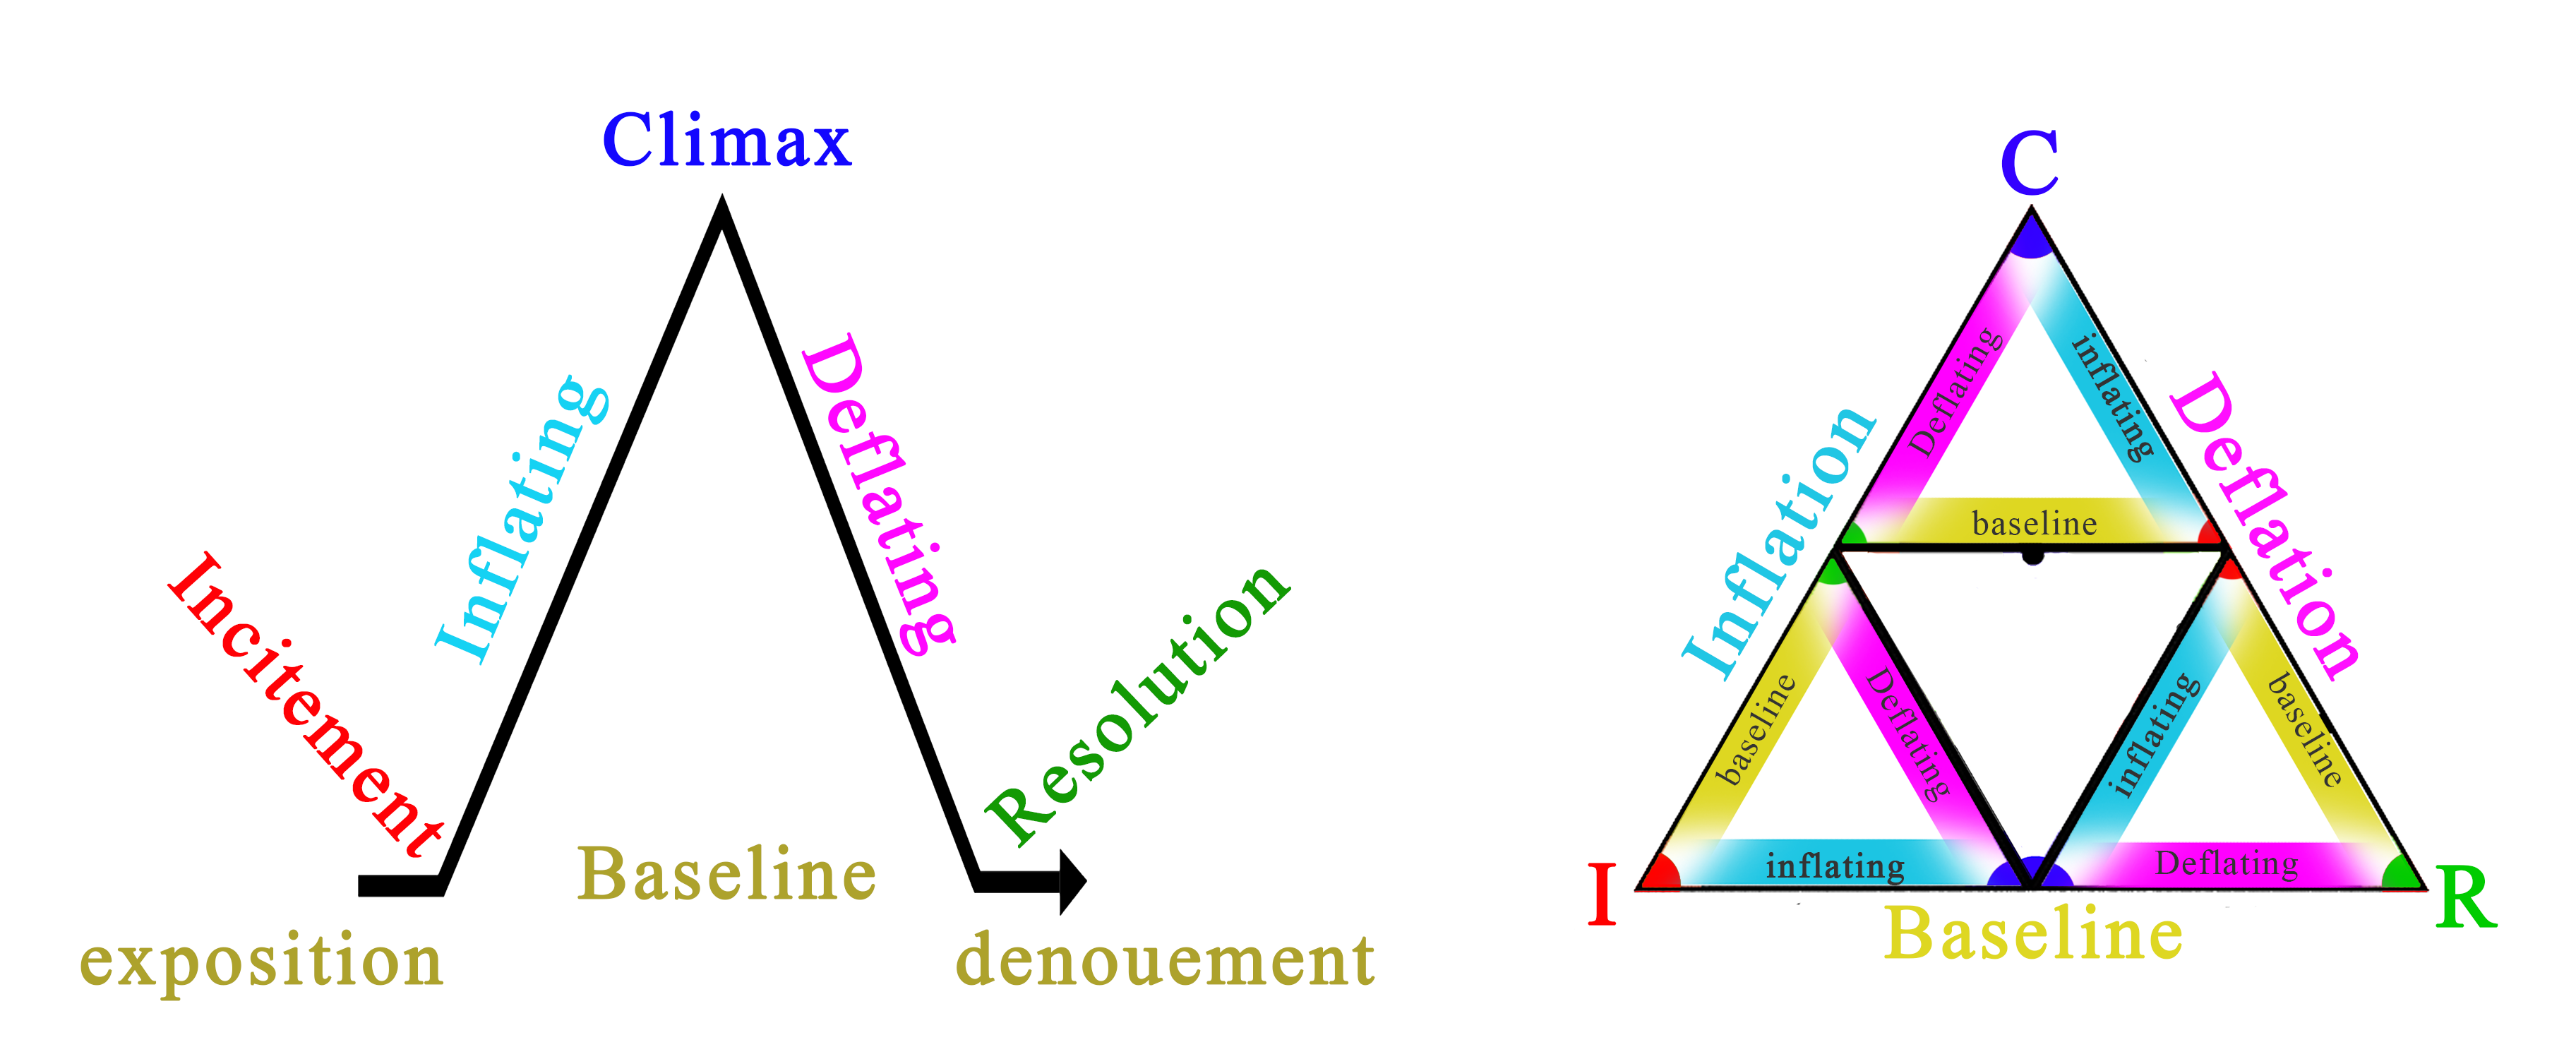 Climax
Inflating
Deflating
Incitement
Resolution
Baseline
exposition
denouement
C
Inflation
Deflation
Deflating
inflating
baseline
baseline
Deflating
inflating
baseline
inflating
Deflating
I
R
Baseline